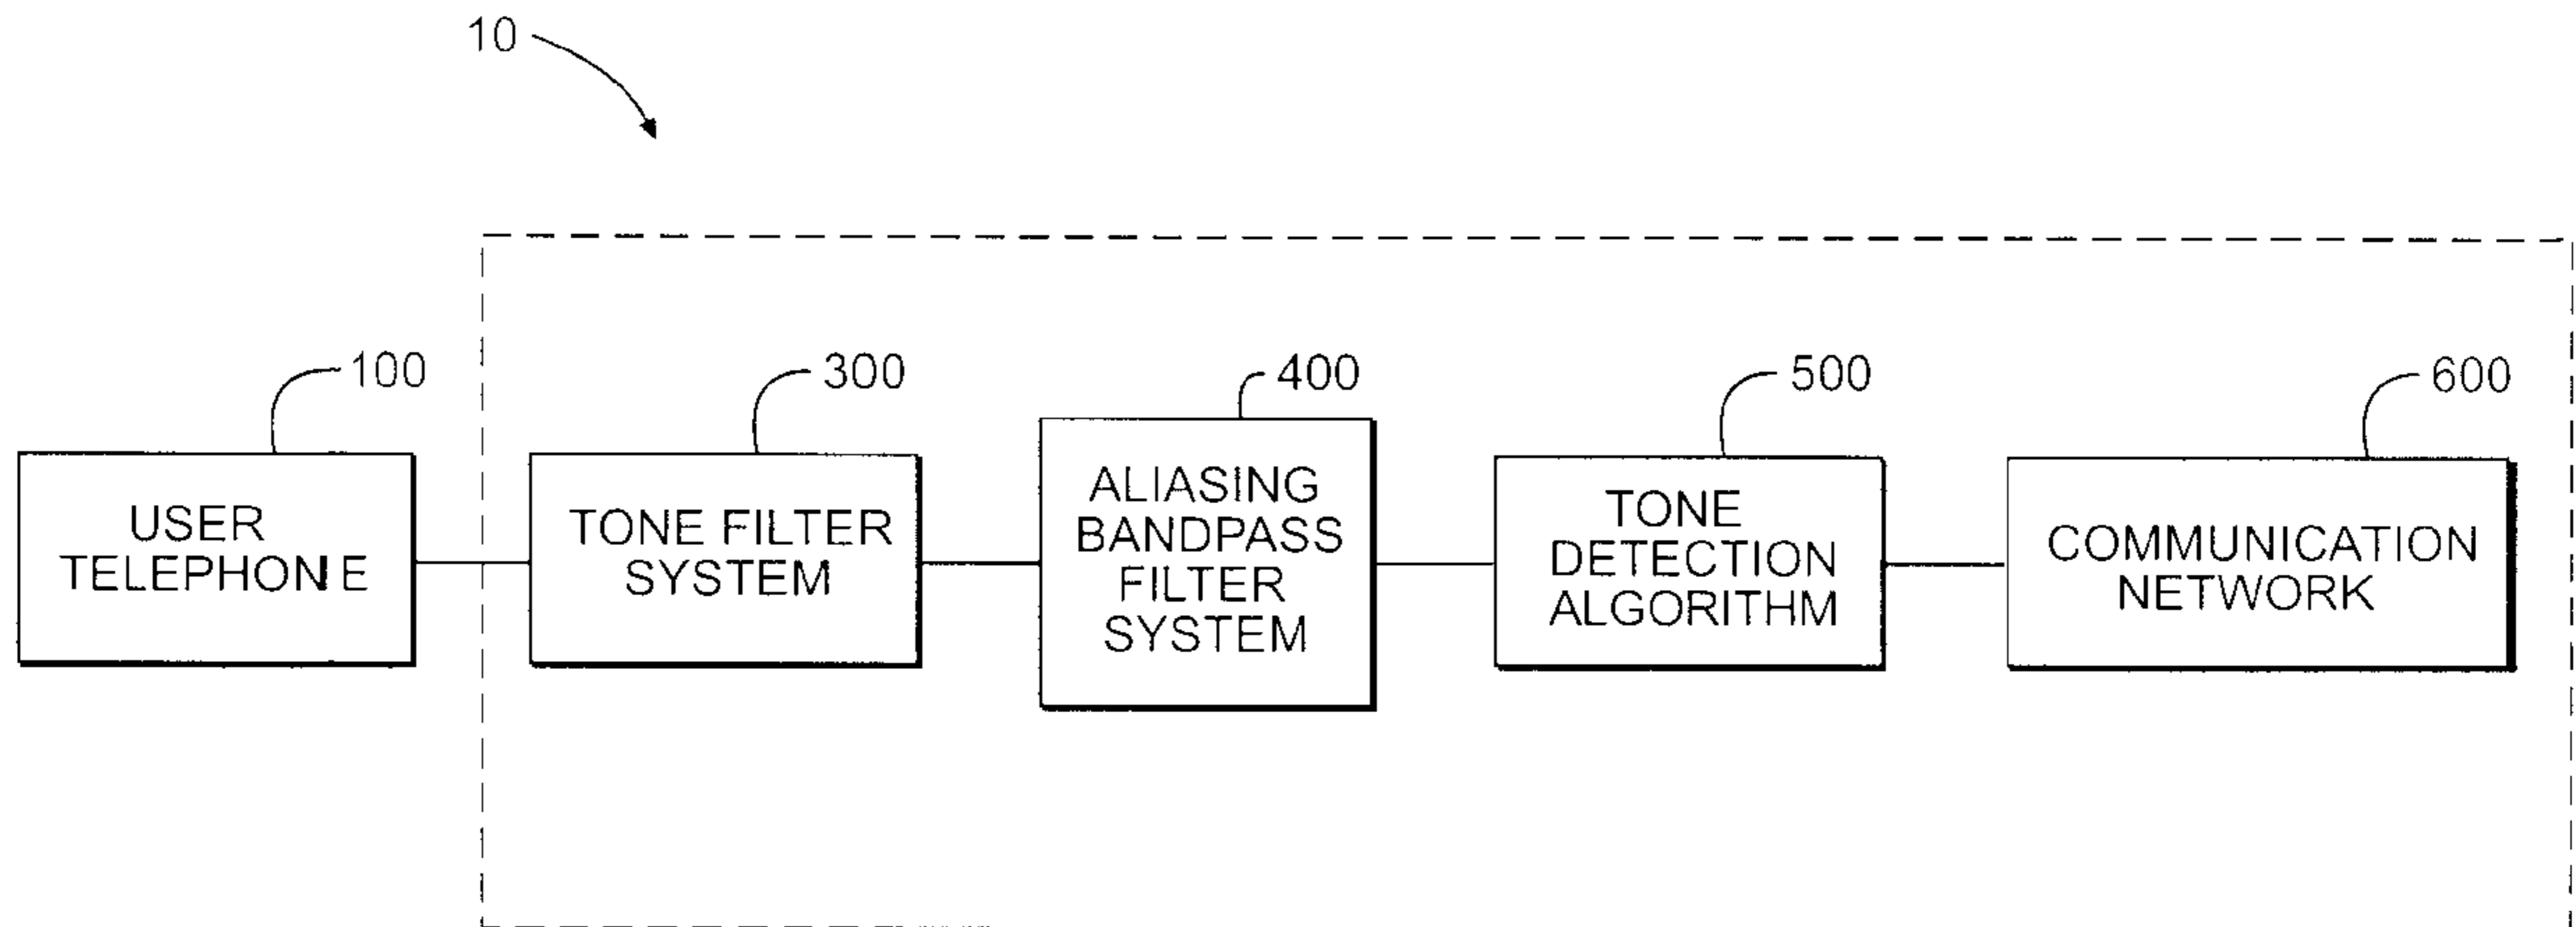 10
100
300
400
500
600
USER
TELEPHONE
TONE FILTER
SYSTEM
ALIASING
BANDPASS
FILTER
SYSTEM
TONE
DETECTION
ALGORITHM
COMMUNICATION
NETWORK